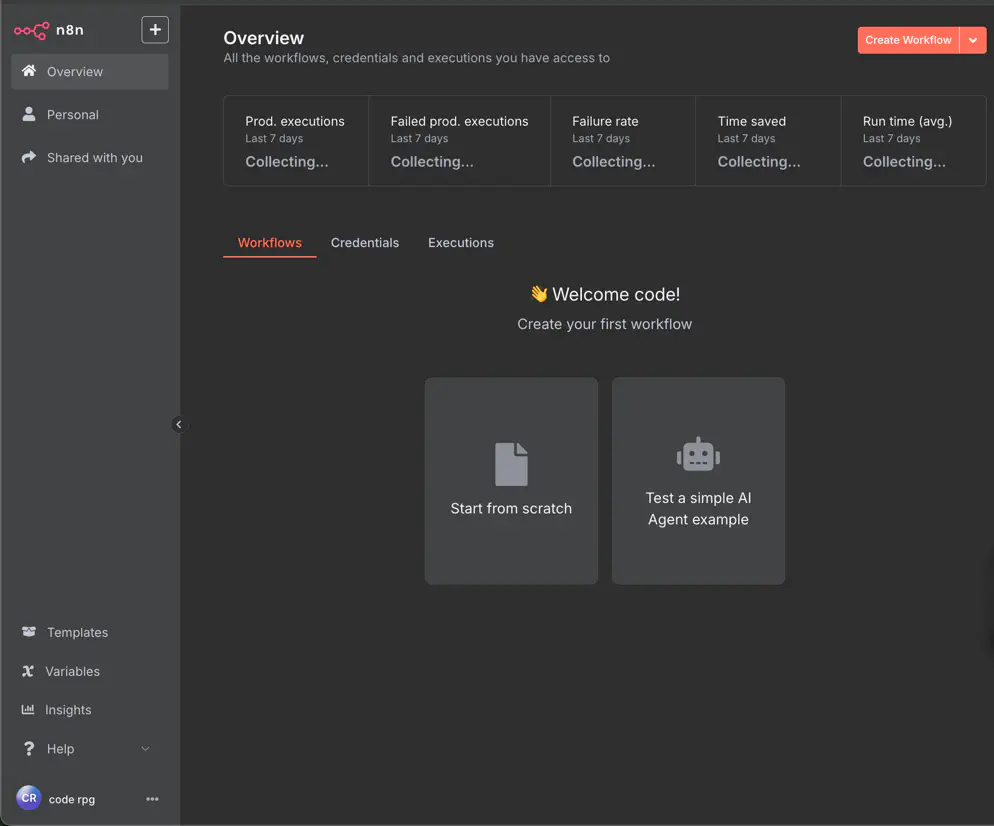 n8n
+
Overview
Personal
Shared with you
Templates
Variables
Insights
Help
CR
code rpg
Overview
All the workflows, credentials and executions you have access to
Create Workflow
Prod. executions
Last 7 days
Collecting...
Failed prod. executions
Last 7 days
Collecting...
Failure rate
Last 7 days
Collecting...
Time saved
Last 7 days
Collecting...
Run time (avg.)
Last 7 days
Collecting...
Workflows Credentials Executions
👋 Welcome code!
Create your first workflow
Start from scratch
Test a simple AI
Agent example